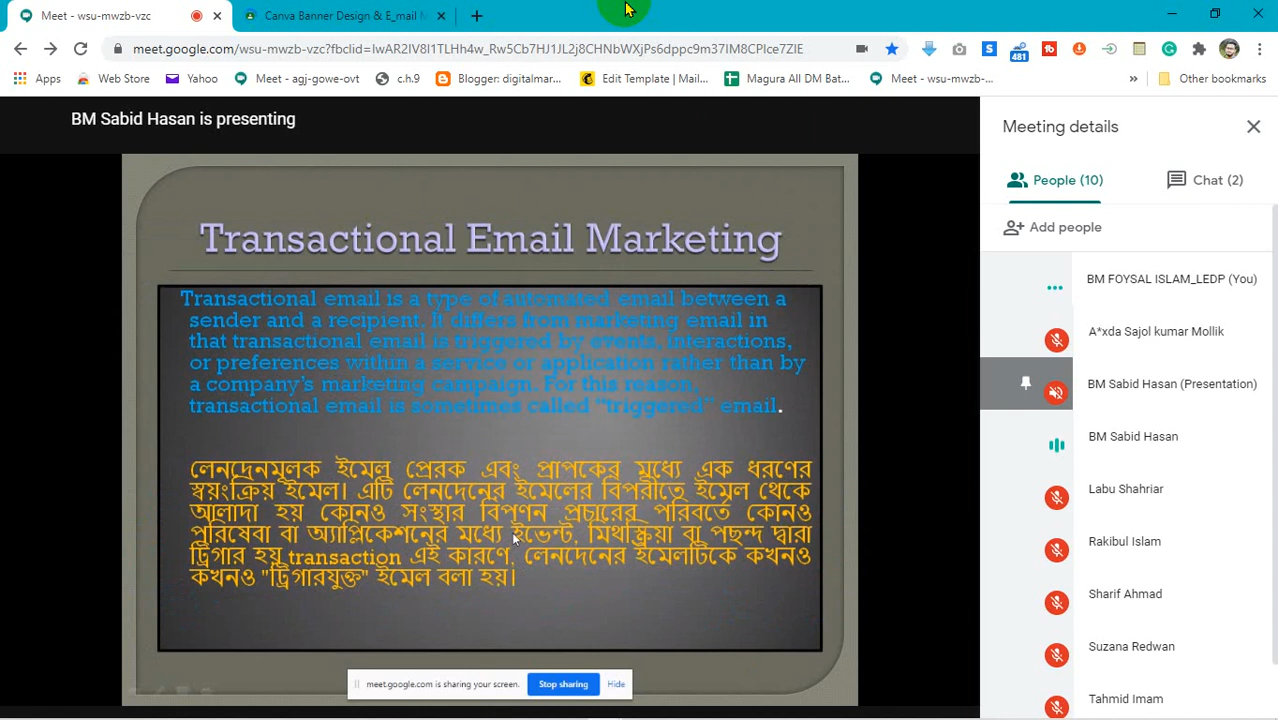 Meet - wsu-mwzb-vzc
Canva Banner Design & E_mail M
meet.google.com/wsu-mwzb-vzc?fbclid=IwAR2IV8I1TLHh4w_Rw5Cb7HJ1JL2j8CHNbWXjPs6dppc9m37IM8CPIce7ZIE
481
Apps
Web Store
Yahoo
Meet - agj-gowe-ovt
c.h.9
Blogger: digitalmar...
Edit Template | Mail...
Magura All DM Bat...
Meet - wsu-mwzb-...
»
Other bookmarks
BM Sabid Hasan is presenting
Transactional Email Marketing
Transactional email is a type of automated email between a
sender and a recipient. It differs from marketing email in
that transactional email is triggered by events, interactions,
or preferences within a service or application rather than by
a company's marketing campaign. For this reason,
transactional email is sometimes called "triggered" email.
লেনদেনমূলক ইমেল প্রেরক এবং প্রাপকের মধ্যে এক ধরণের
স্বয়ংক্রিয় ইমেল। এটি লেনদেনের ইমেলের বিপরীতে ইমেল থেকে
আলাদা হয় কোনও সংস্থার বিপণন প্রচারের পরিবর্তে কোনও
পরিষেবা বা অ্যাপ্লিকেশনের মধ্যে ইভেন্ট, মিথস্ক্রিয়া বা পছন্দ দ্বারা
ট্রিগার হয় transaction এই কারণে, লেনদেনের ইমেলটিকে কখনও
কখনও "ট্রিগারযুক্ত" ইমেল বলা হয়।
meet.google.com is sharing your screen.
Stop sharing
Hide
Meeting details
People (10)
Chat (2)
Add people
BM FOYSAL ISLAM_LEDP (You)
A*xda Sajol kumar Mollik
BM Sabid Hasan (Presentation)
BM Sabid Hasan
Labu Shahriar
Rakibul Islam
Sharif Ahmad
Suzana Redwan
Tahmid Imam